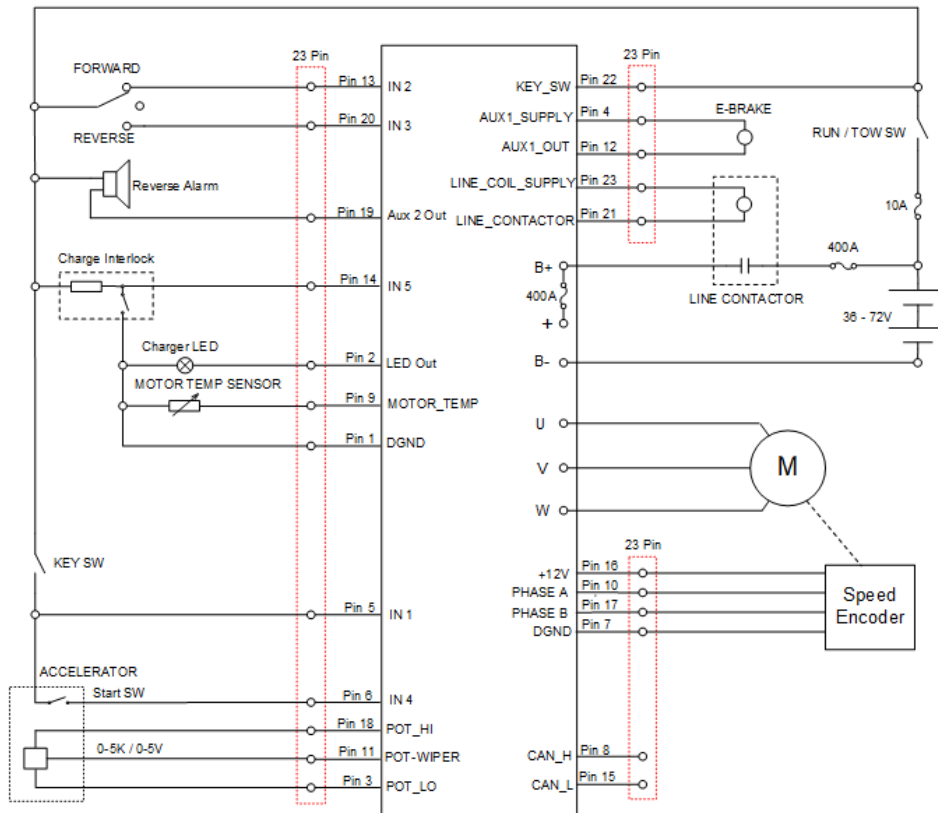 23 Pin
23 Pin
FORWARD
Pin 13
IN 2
KEY_SW
Pin 22
AUX1_SUPPLY
Pin 4
E-BRAKE
REVERSE
Pin 20
IN 3
AUX1_OUT
Pin 12
RUN / TOW SW
Reverse Alarm
LINE_COIL_SUPPLY
Pin 23
Pin 19
Aux 2 Out
LINE_CONTACTOR
Pin 21
10A
Charge Interlock
Pin 14
IN 5
B+
400A
400A
LINE CONTACTOR
+
36 - 72V
Charger LED
Pin 2
LED Out
B-
MOTOR TEMP SENSOR
Pin 9
MOTOR_TEMP
Pin 1
DGND
U
V
W
M
23 Pin
KEY SW
+12V
Pin 16
PHASE A
Pin 10
PHASE B
Pin 17
DGND
Pin 7
Speed
Encoder
Pin 5
IN 1
ACCELERATOR
Start SW
Pin 6
IN 4
Pin 18
POT_HI
0-5K / 0-5V
Pin 11
POT-WIPER
Pin 3
POT_LO
CAN_H
Pin 8
CAN_L
Pin 15